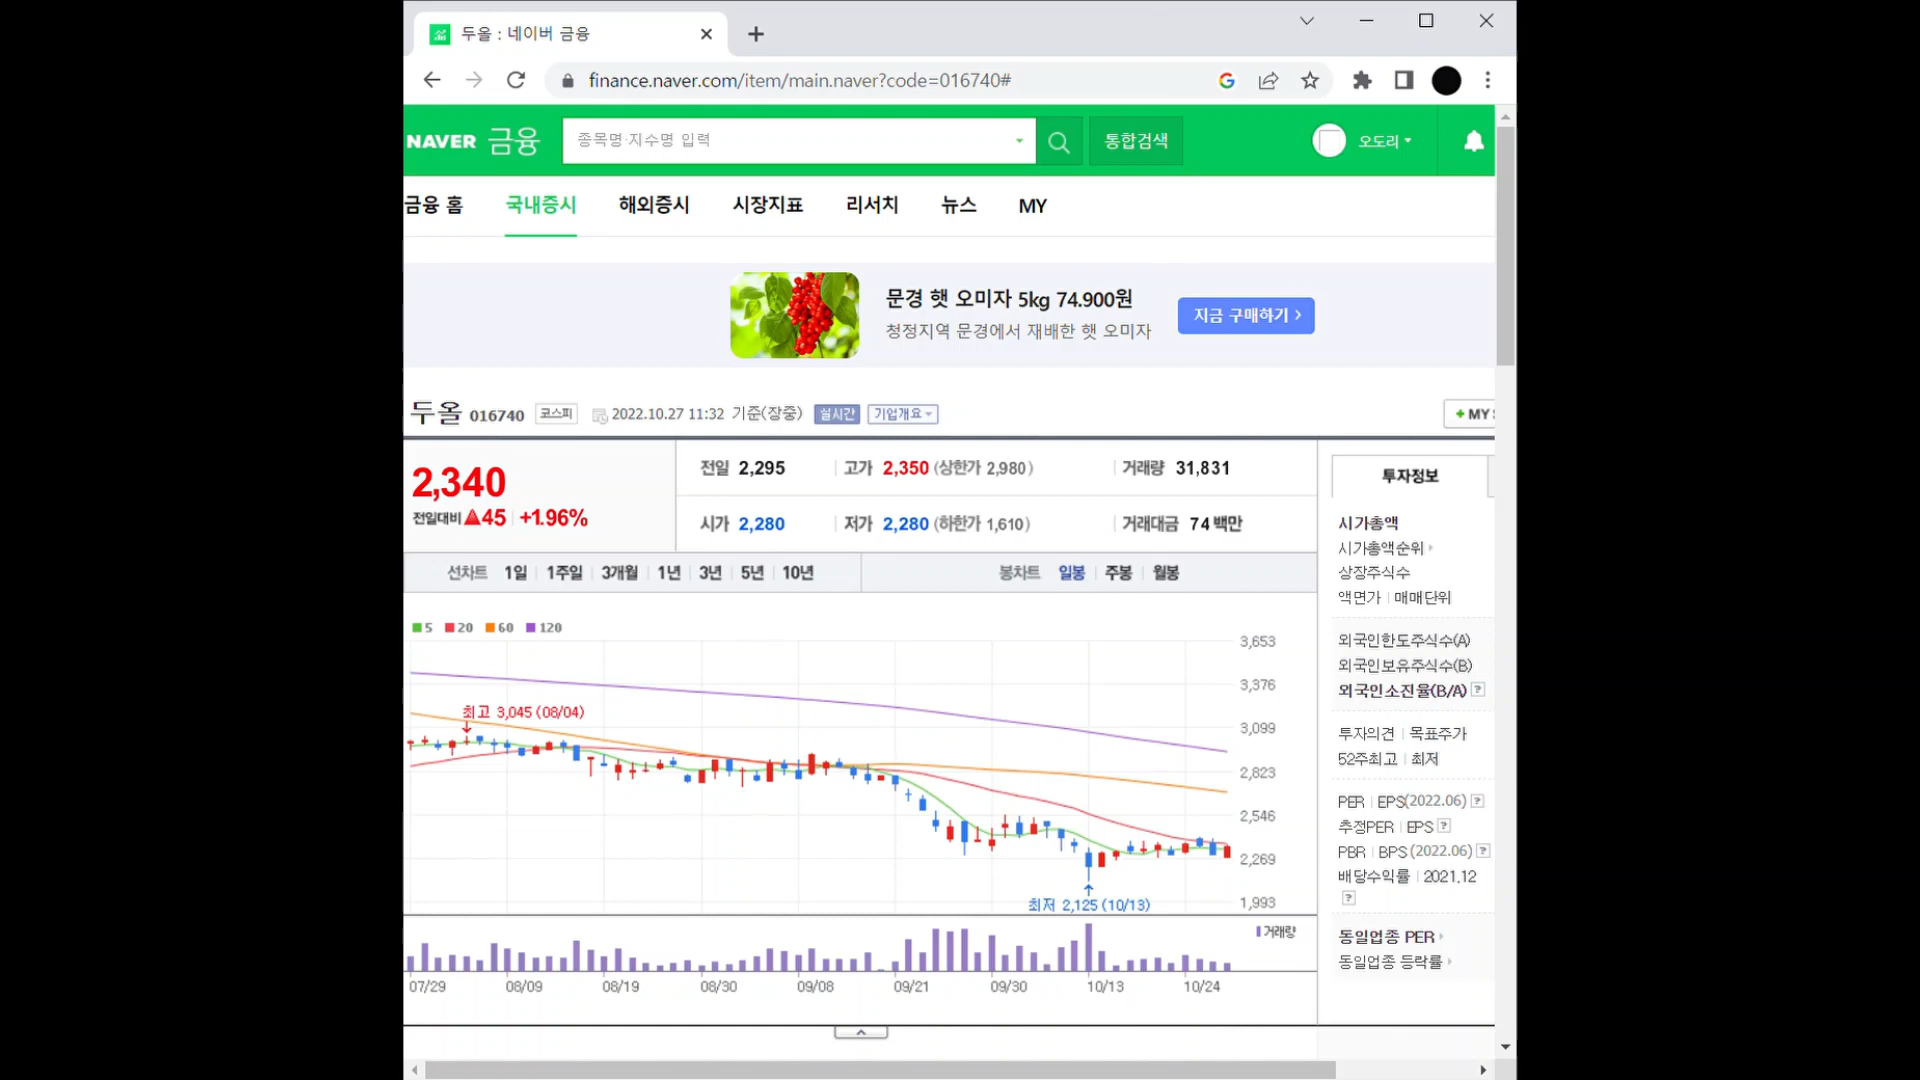 두올 : 네이버 금융
finance.naver.com/item/main.naver?code=016740#
NAVER 금융
종목명·지수명 입력
통합검색
오도리
금융 홈 국내증시 해외증시 시장지표 리서치 뉴스 MY
문경 햇 오미자 5kg 74.900원
청정지역 문경에서 재배한 햇 오미자
지금 구매하기 >
두올 016740 코스피 2022.10.27 11:32 기준(장중) 실시간 기업개요
+ MY
2,340
전일대비 ▲45 +1.96%
전일 2,295 고가 2,350 (상한가 2,980) 거래량 31,831
시가 2,280 저가 2,280 (하한가 1,610) 거래대금 74 백만
선차트 1일 1주일 3개월 1년 3년 5년 10년 봉차트 일봉 주봉 월봉
5 20 60 120
최고 3,045 (08/04)
최저 2,125 (10/13)
3,653
3,376
3,099
2,823
2,546
2,269
1,993
거래량
07/29 08/09 08/19 08/30 09/08 09/21 09/30 10/13 10/24
투자정보
시가총액
시가총액순위
상장주식수
액면가 | 매매단위
외국인한도주식수(A)
외국인보유주식수(B)
외국인소진율(B/A) ?
투자의견 | 목표주가
52주최고 | 최저
PER | EPS(2022.06) ?
추정PER | EPS ?
PBR | BPS (2022.06) ?
배당수익률 | 2021.12
?
동일업종 PER
동일업종 등락률